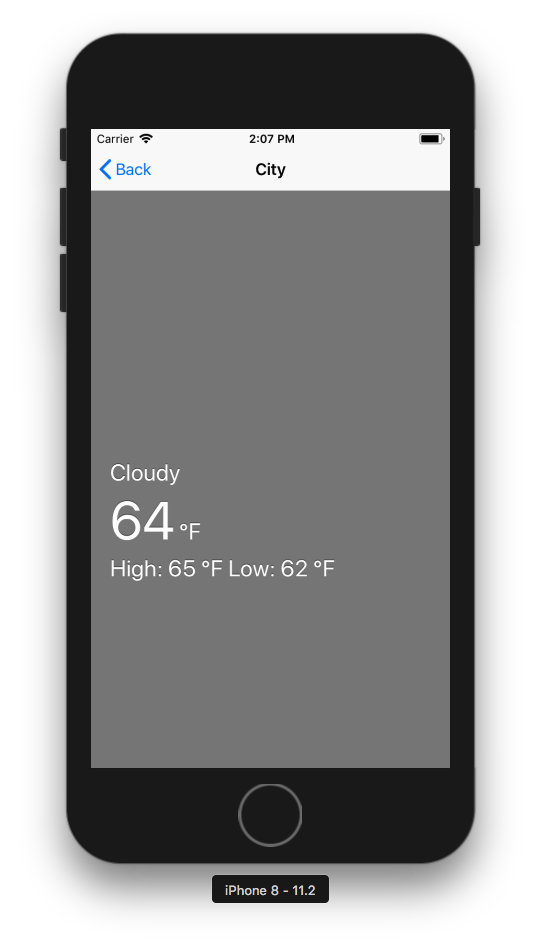 Carrier 2:07 PM
Back City
Cloudy
64 °F
High: 65 °F Low: 62 °F
iPhone 8 - 11.2